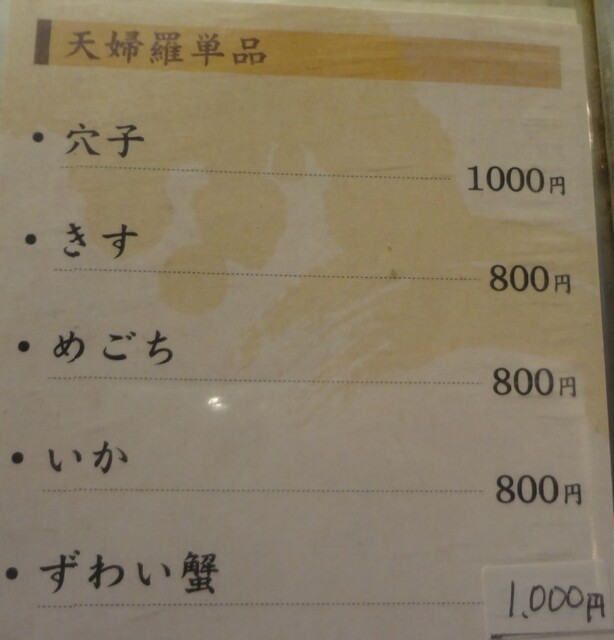 天婦羅単品
• 穴子
1000円
• きす
800円
• めごち
800円
• いか
800円
• ずわい蟹
1,000円